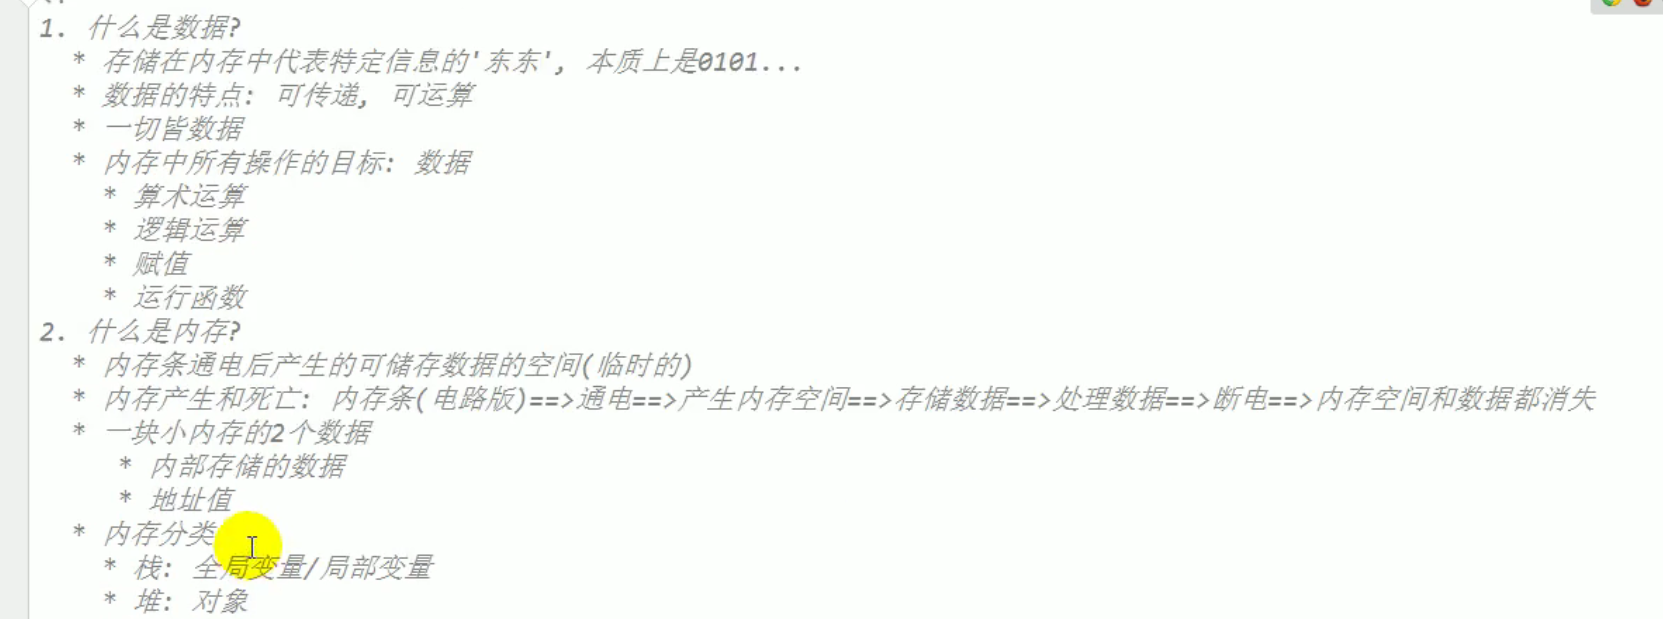 1. 什么是数据?
* 存储在内存中代表特定信息的'东东', 本质上是0101...
* 数据的特点: 可传递, 可运算
* 一切皆数据
* 内存中所有操作的目标: 数据
* 算术运算
* 逻辑运算
* 赋值
* 运行函数
2. 什么是内存?
* 内存条通电后产生的可储存数据的空间(临时的)
* 内存产生和死亡: 内存条(电路版)==>通电==>产生内存空间==>存储数据==>处理数据==>断电==>内存空间和数据都消失
* 一块小内存的2个数据
* 内部存储的数据
* 地址值
* 内存分类
* 栈: 全局变量/局部变量
* 堆: 对象